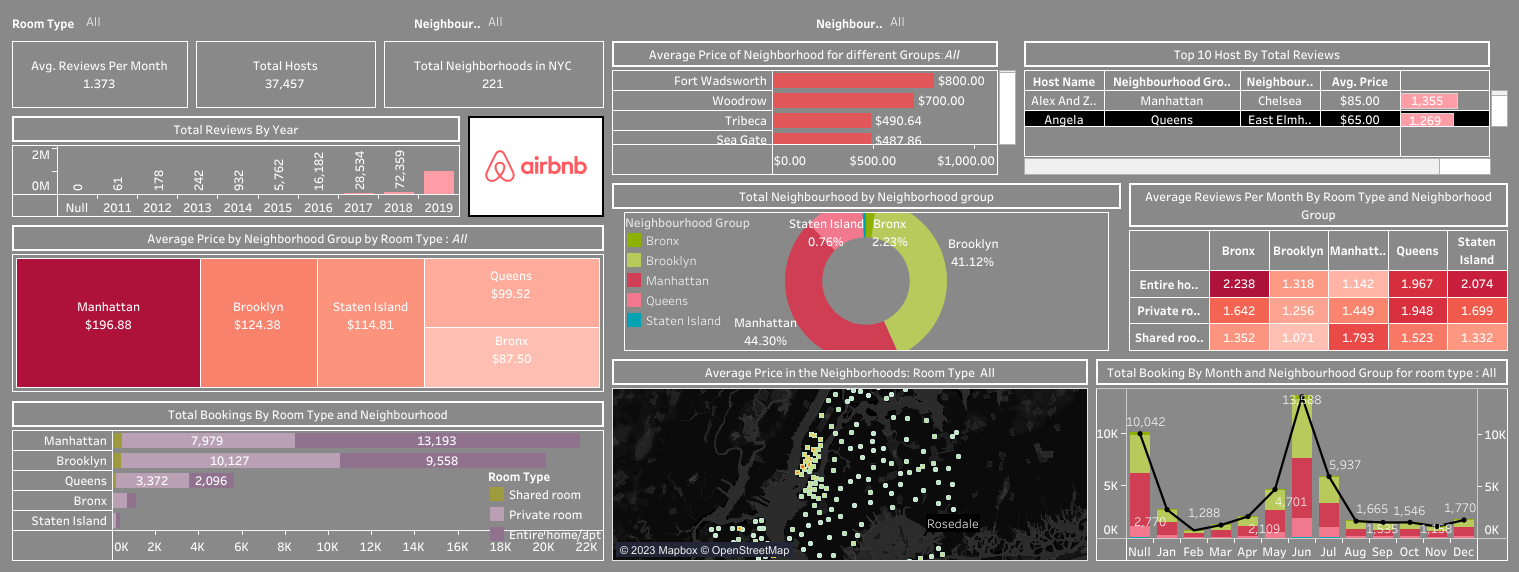 Room Type All
Neighbour.. All
Neighbour.. All
Avg. Reviews Per Month
1.373
Total Hosts
37,457
Total Neighborhoods in NYC
221
Average Price of Neighborhood for different Groups:All
Fort Wadsworth $800.00
Woodrow $700.00
Tribeca $490.64
Sea Gate $487.86
$0.00 $500.00 $1,000.00
Top 10 Host By Total Reviews
Host Name Neighbourhood Gro.. Neighbour.. Avg. Price
Alex And Z.. Manhattan Chelsea $85.00 1,355
Angela Queens East Elmh.. $65.00 1,269
Total Reviews By Year
2M
0M
0 61 178 242 932 5,762 16,182 28,534 72,359
Null 2011 2012 2013 2014 2015 2016 2017 2018 2019
airbnb
Total Neighbourhood by Neighborhood group
Neighbourhood Group
Bronx
Brooklyn
Manhattan
Queens
Staten Island
Staten Island
0.76%
Bronx
2.23%
Brooklyn
41.12%
Manhattan
44.30%
Average Reviews Per Month By Room Type and Neighborhood
Group
Bronx Brooklyn Manhatt.. Queens Staten
Island
Entire ho.. 2.238 1.318 1.142 1.967 2.074
Private ro.. 1.642 1.256 1.449 1.948 1.699
Shared roo.. 1.352 1.071 1.793 1.523 1.332
Average Price by Neighborhood Group by Room Type : All
Manhattan
$196.88
Brooklyn
$124.38
Staten Island
$114.81
Queens
$99.52
Bronx
$87.50
Total Bookings By Room Type and Neighbourhood
Manhattan 7,979 13,193
Brooklyn 10,127 9,558
Queens 3,372 2,096
Bronx
Staten Island
0K 2K 4K 6K 8K 10K 12K 14K 16K 18K 20K 22K
Room Type
Shared room
Private room
Entire home/apt
Average Price in the Neighborhoods: Room Type All
Rosedale
© 2023 Mapbox © OpenStreetMap
Total Booking By Month and Neighborhood Group for room type : All
10K
5K
0K
10,042
2,770
1,288
2,109
4,701
13,588
5,937
1,665
1,535
1,546
1,158
1,770
10K
5K
0K
Null Jan Feb Mar Apr May Jun Jul Aug Sep Oct Nov Dec